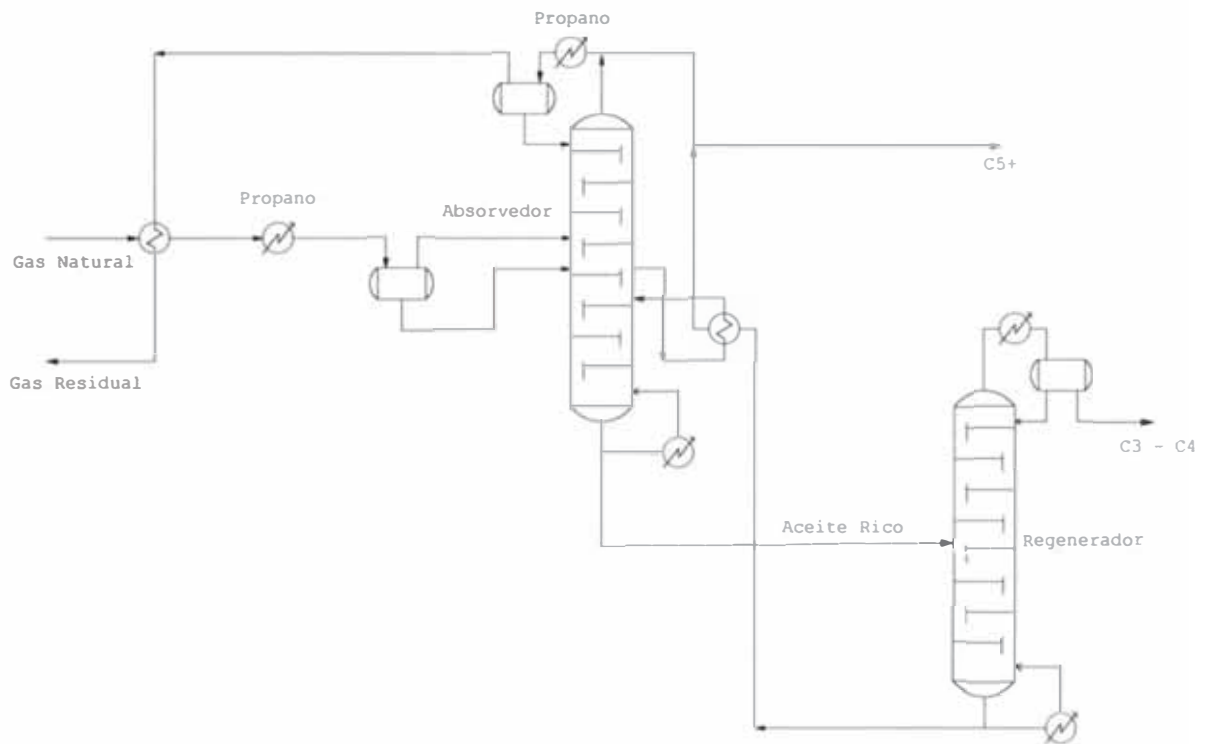 Propano
C5+
Propano
Absorvedor
Gas Natural
Gas Residual
C3 - C4
Aceite Rico
Regenerador